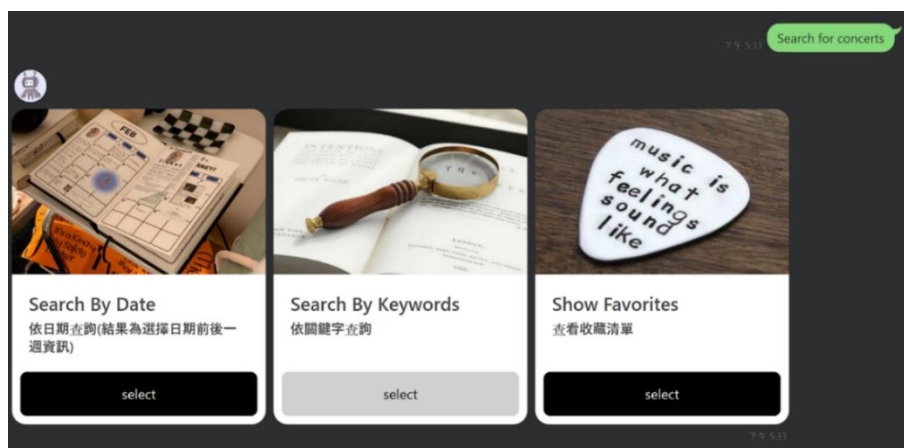 下午 5:33
Search for concerts
FEB
INTENTIONS
music is
what
feelings
sound
like
Search By Date
依日期查詢(結果為選擇日期前後一
週資訊)
select
Search By Keywords
依關鍵字查詢
select
Show Favorites
查看收藏清單
select
下午 5:33